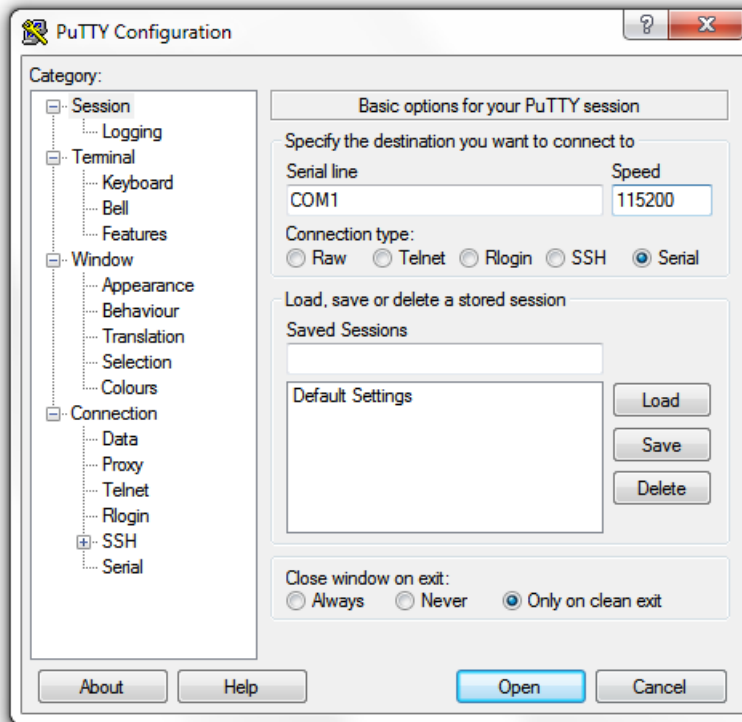 PuTTY Configuration
?
X
Category:
Session
Logging
Terminal
Keyboard
Bell
Features
Window
Appearance
Behaviour
Translation
Selection
Colours
Connection
Data
Proxy
Telnet
Rlogin
SSH
Serial
Basic options for your PuTTY session
Specify the destination you want to connect to
Serial line Speed
COM1 115200
Connection type:
Raw Telnet Rlogin SSH Serial
Load, save or delete a stored session
Saved Sessions
Default Settings
Load
Save
Delete
Close window on exit:
Always Never Only on clean exit
About Help Open Cancel